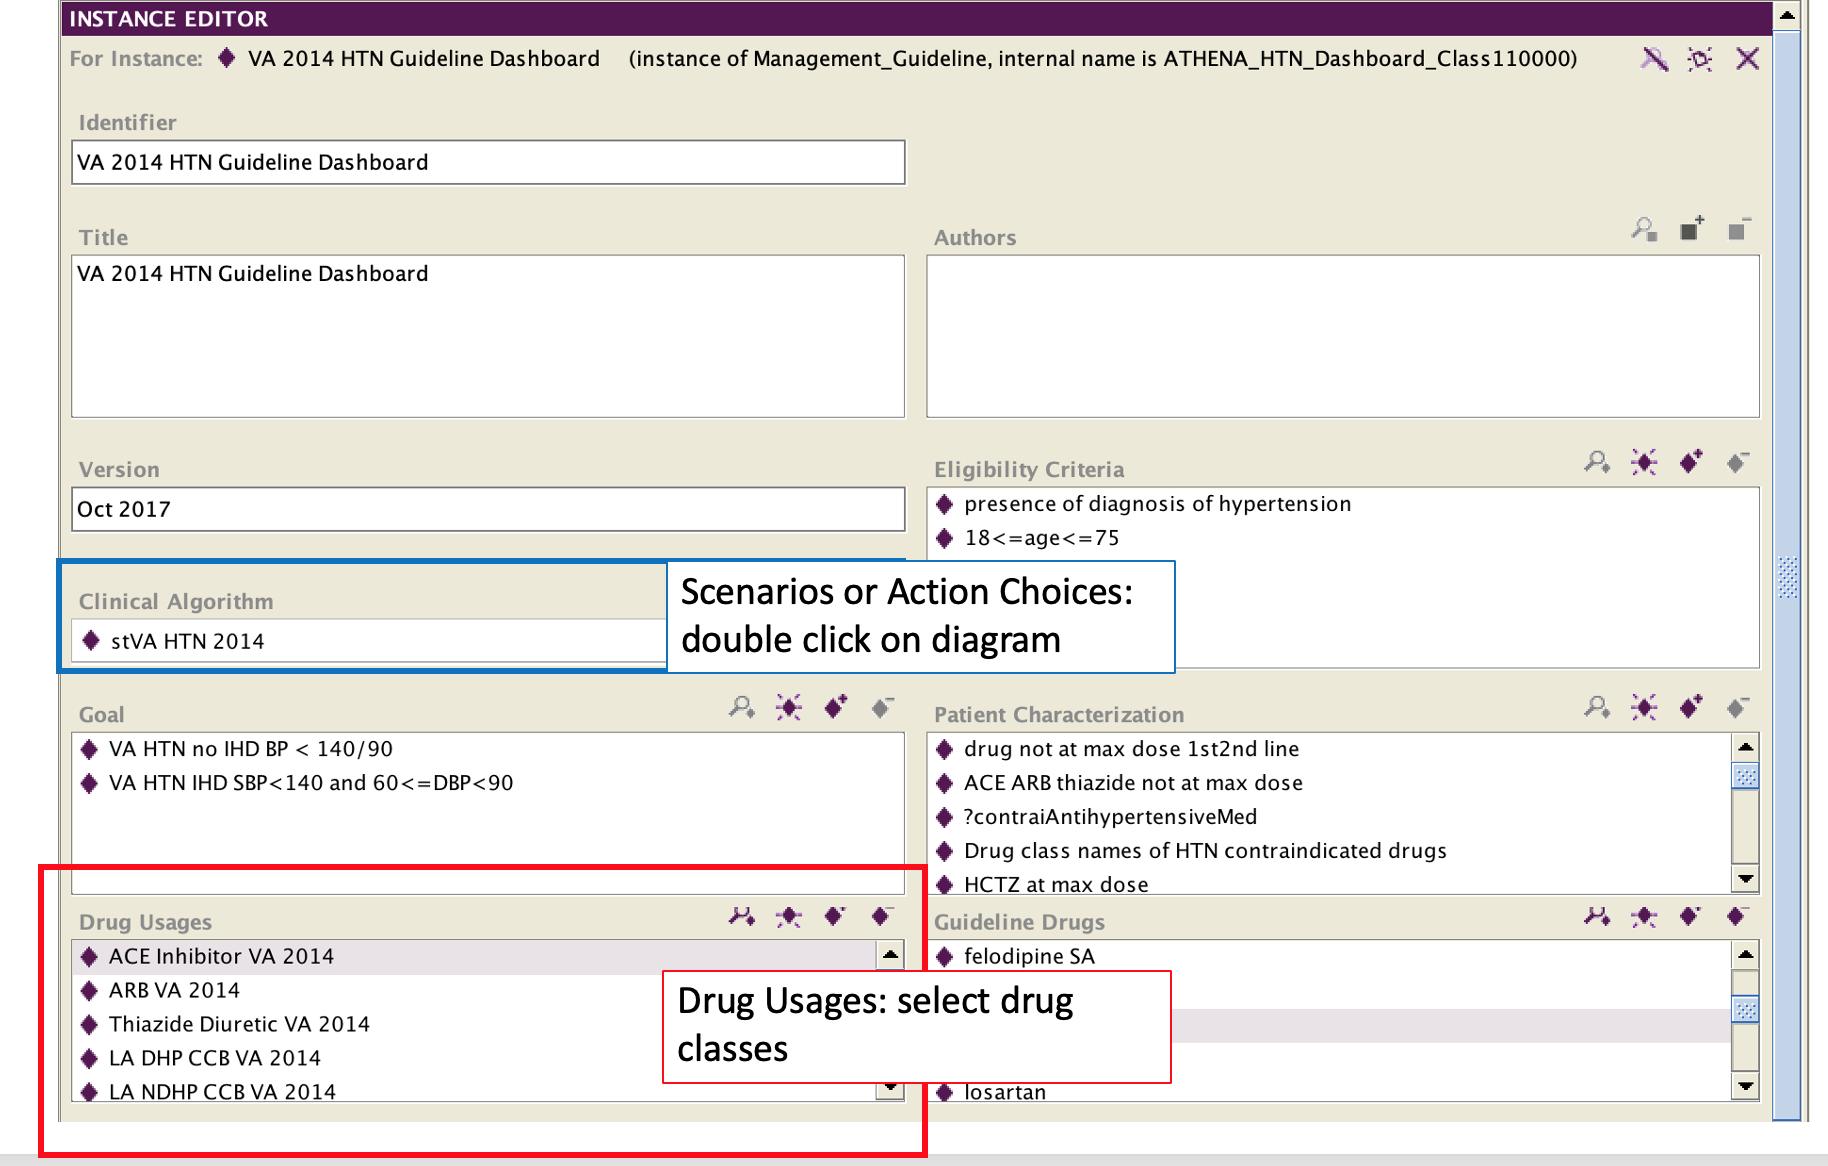 INSTANCE EDITOR
For Instance: VA 2014 HTN Guideline Dashboard (instance of Management_Guideline, internal name is ATHENA_HTN_Dashboard_Class110000)
Identifier
VA 2014 HTN Guideline Dashboard
Title
VA 2014 HTN Guideline Dashboard
Authors
Version
Oct 2017
Eligibility Criteria
presence of diagnosis of hypertension
18<=age<=75
Clinical Algorithm
stVA HTN 2014
Scenarios or Action Choices:
double click on diagram
Goal
VA HTN no IHD BP < 140/90
VA HTN IHD SBP<140 and 60<=DBP<90
Patient Characterization
drug not at max dose 1st2nd line
ACE ARB thiazide not at max dose
?contraiAntihypertensiveMed
Drug class names of HTN contraindicated drugs
HCTZ at max dose
Drug Usages
ACE Inhibitor VA 2014
ARB VA 2014
Thiazide Diuretic VA 2014
LA DHP CCB VA 2014
LA NDHP CCB VA 2014
Drug Usages: select drug
classes
Guideline Drugs
felodipine SA
losartan